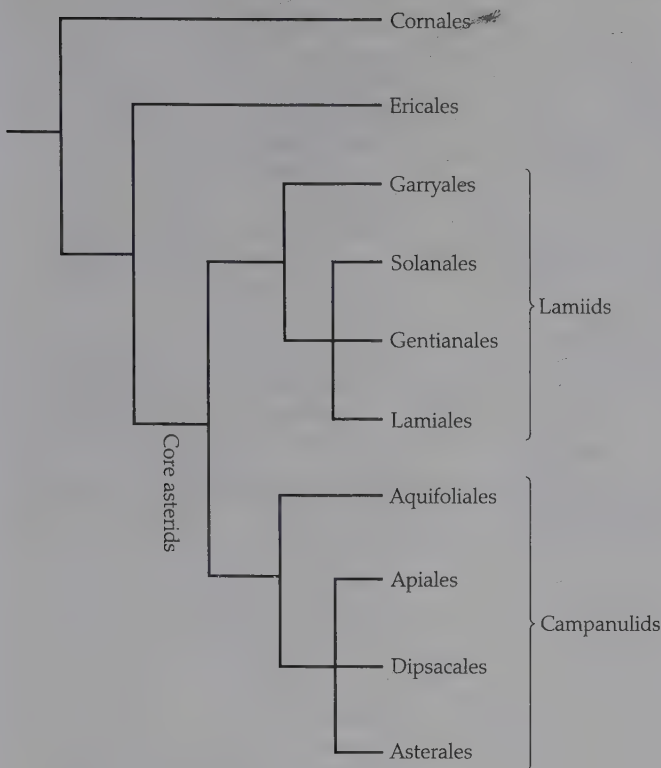 Cornales
Ericales
Garryales
Solanales
Lamiids
Gentianales
Lamiales
Core asterids
Aquifoliales
Apiales
Campanulids
Dipsacales
Asterales